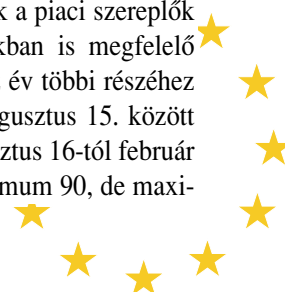 k a piaci szereplők
kban is megfelelő
év többi részéhez
gusztus 15. között
ztus 16-tól február
mum 90, de maxi-